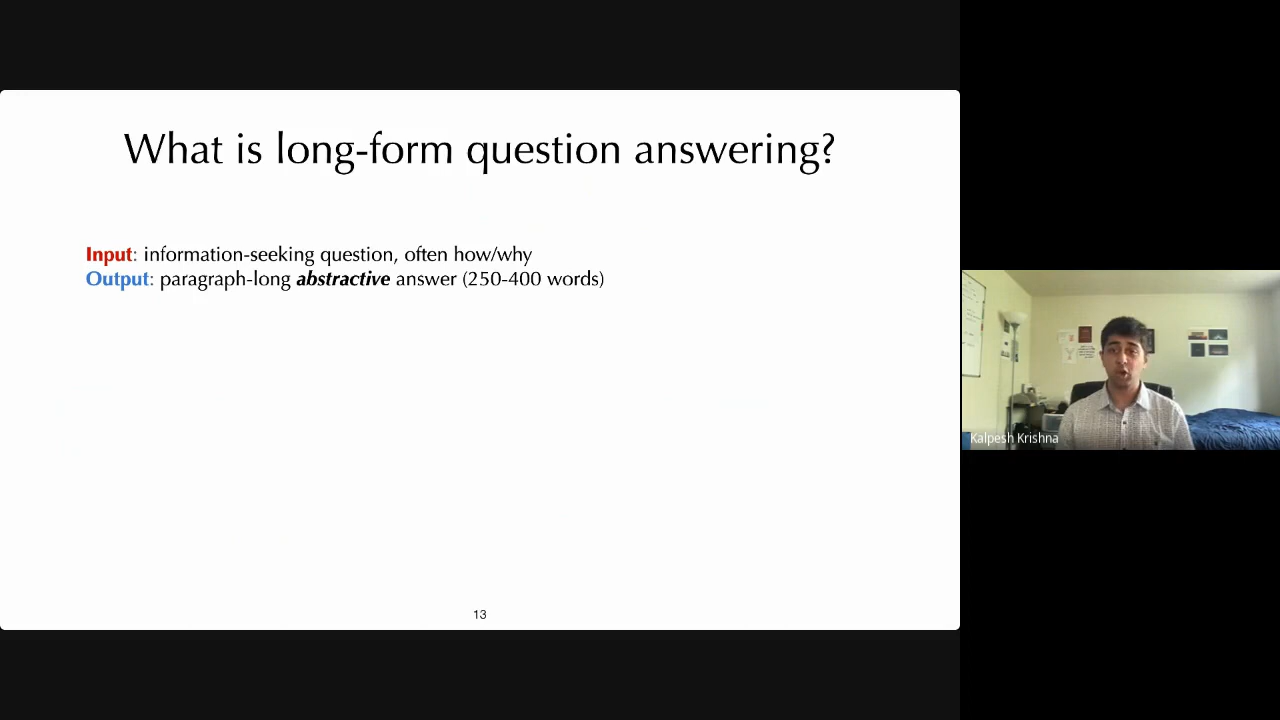 What is long-form question answering?
Input: information-seeking question, often how/why
Output: paragraph-long abstractive answer (250-400 words)
13
Kalpesh Krishna